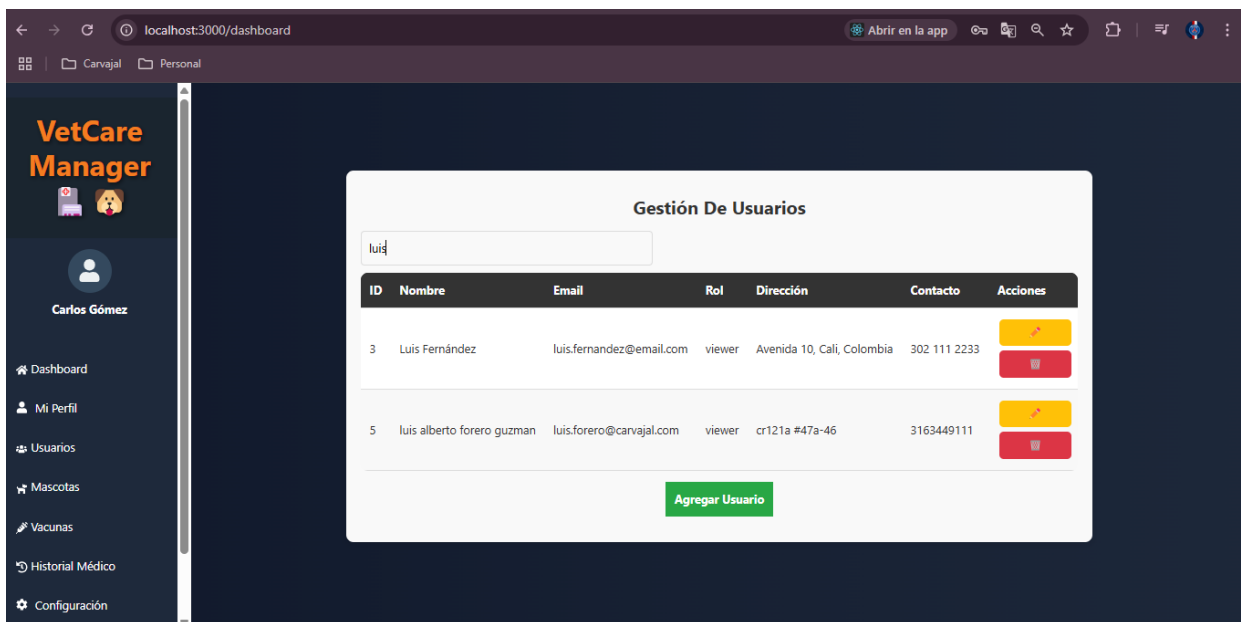 localhost:3000/dashboard
Abrir en la app
Carvajal Personal
VetCare
Manager
Carlos Gómez
Dashboard
Mi Perfil
Usuarios
Mascotas
Vacunas
Historial Médico
Configuración
Gestión De Usuarios
luis
ID Nombre Email Rol Dirección Contacto Acciones
3 Luis Fernández luis.fernandez@email.com viewer Avenida 10, Cali, Colombia 302 111 2233
5 luis alberto forero guzman luis.forero@carvajal.com viewer cr121a #47a-46 3163449111
Agregar Usuario